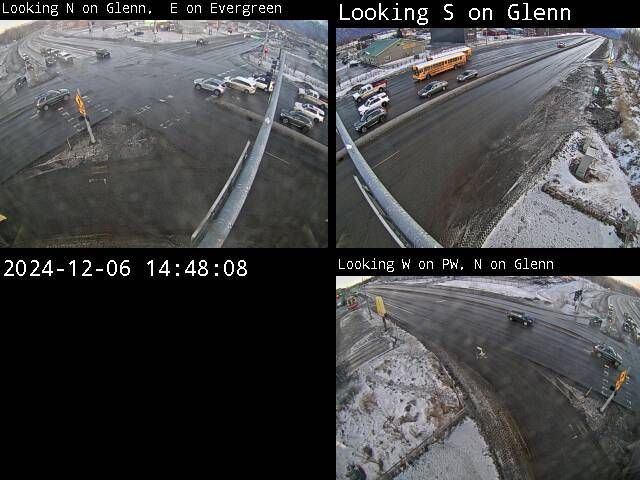 Looking N on Glenn,  E on Evergreen
Looking S on Glenn
2024-12-06 14:48:08
Looking W on PW, N on Glenn